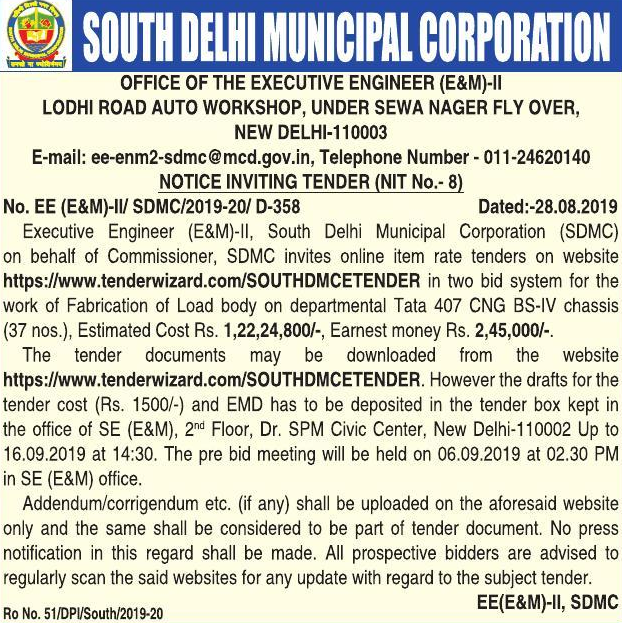 SOUTH DELHI MUNICIPAL CORPORATION
OFFICE OF THE EXECUTIVE ENGINEER (E&M)-II
LODHI ROAD AUTO WORKSHOP, UNDER SEWA NAGER FLY OVER,
NEW DELHI-110003
E-mail: ee-enm2-sdmc@mcd.gov.in, Telephone Number - 011-24620140
NOTICE INVITING TENDER (NIT No.- 8)
No. EE (E&M)-II/ SDMC/2019-20/ D-358 Dated:-28.08.2019
Executive Engineer (E&M)-II, South Delhi Municipal Corporation (SDMC)
on behalf of Commissioner, SDMC invites online item rate tenders on website
https://www.tenderwizard.com/SOUTHDMCETENDER in two bid system for the
work of Fabrication of Load body on departmental Tata 407 CNG BS-IV chassis
(37 nos.), Estimated Cost Rs. 1,22,24,800/-, Earnest money Rs. 2,45,000/-.
The tender documents may be downloaded from the website
https://www.tenderwizard.com/SOUTHDMCETENDER. However the drafts for the
tender cost (Rs. 1500/-) and EMD has to be deposited in the tender box kept in
the office of SE (E&M), 2nd Floor, Dr. SPM Civic Center, New Delhi-110002 Up to
16.09.2019 at 14:30. The pre bid meeting will be held on 06.09.2019 at 02.30 PM
in SE (E&M) office.
Addendum/corrigendum etc. (if any) shall be uploaded on the aforesaid website
only and the same shall be considered to be part of tender document. No press
notification in this regard shall be made. All prospective bidders are advised to
regularly scan the said websites for any update with regard to the subject tender.
EE(E&M)-II, SDMC
Ro No. 51/DPI/South/2019-20